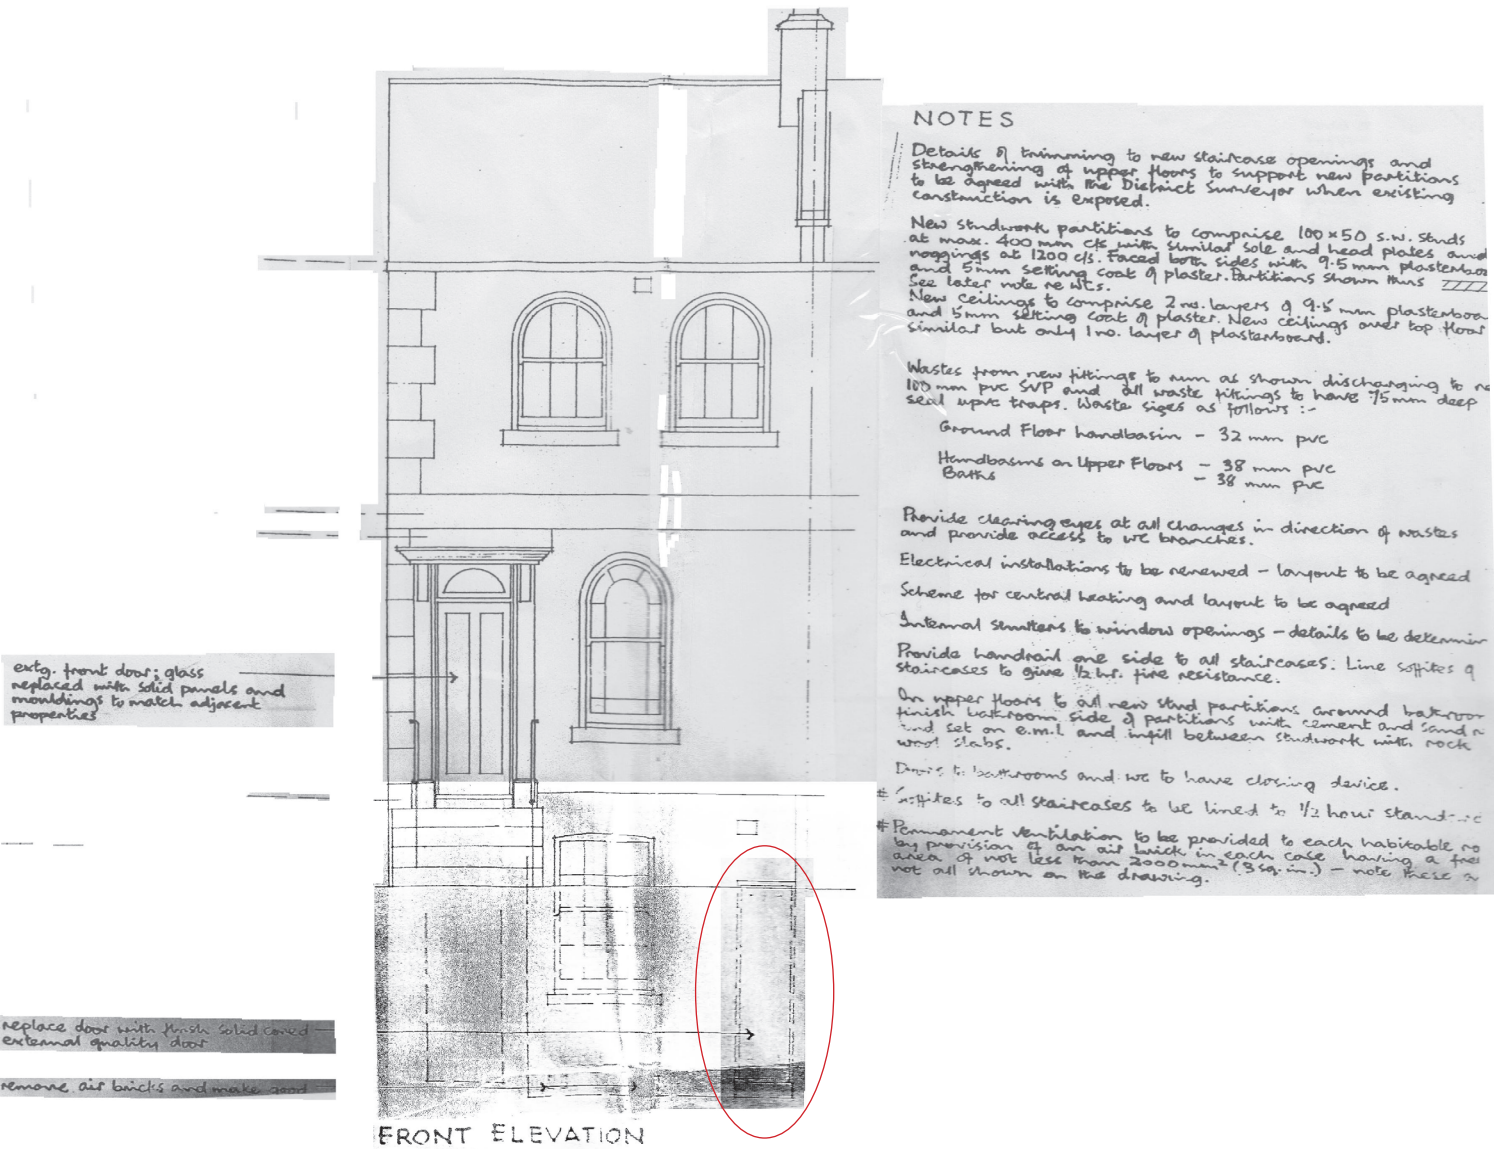 NOTES
Details of trimming to new staircase openings and
strengthening of upper floors to support new partitions
to be agreed with the District Surveyor when existing
construction is exposed.
New studwork partitions to comprise 100 x 50 s.w. studs
at max. 400 mm c/s with similar sole and head plates and
noggings at 1200 c/s. Faced both sides with 9.5 mm plasterboa
and 5mm setting coat of plaster. Partitions shown thus
See later note re WCs.
New ceilings to comprise 2 no. layers of 9.5 mm plasterboa
and 5mm setting coat of plaster. New ceilings over top floor
similar but only 1 no. layer of plasterboard.
Wastes from new fittings to run as shown discharging to ne
100 mm pvc SVP and all waste fittings to have 75mm deep
seal upvc traps. Waste sizes as follows :-
Ground Floor handbasin - 32 mm pvc
Handbasins on Upper Floors - 38 mm pvc
Baths - 38 mm pvc
Provide clearing eyes at all changes in direction of wastes
and provide access to wc branches.
Electrical installations to be renewed - layout to be agreed
Scheme for central heating and layout to be agreed
Internal shutters to window openings - details to be determin
Provide handrail one side to all staircases. Line soffites of
staircases to give 1/2 hr. fire resistance.
On upper floors to all new stud partitions around bathroom
finish bathroom side of partitions with cement and sand
and set on e.m.l and infill between studwork with rock
wool slabs.
Doors to bathrooms and wc to have closing device.
# Soffites to all staircases to be lined to 1/2 hour standard
# Permanent ventilation to be provided to each habitable ro
by provision of an air brick in each case having a free
area of not less than 2000mm² (3 sq. in.) - note these
not all shown on the drawing.
extg. front door; glass
replaced with solid panels and
mouldings to match adjacent
properties
replace door with flush solid cored
external quality door
remove air bricks and make good
FRONT ELEVATION